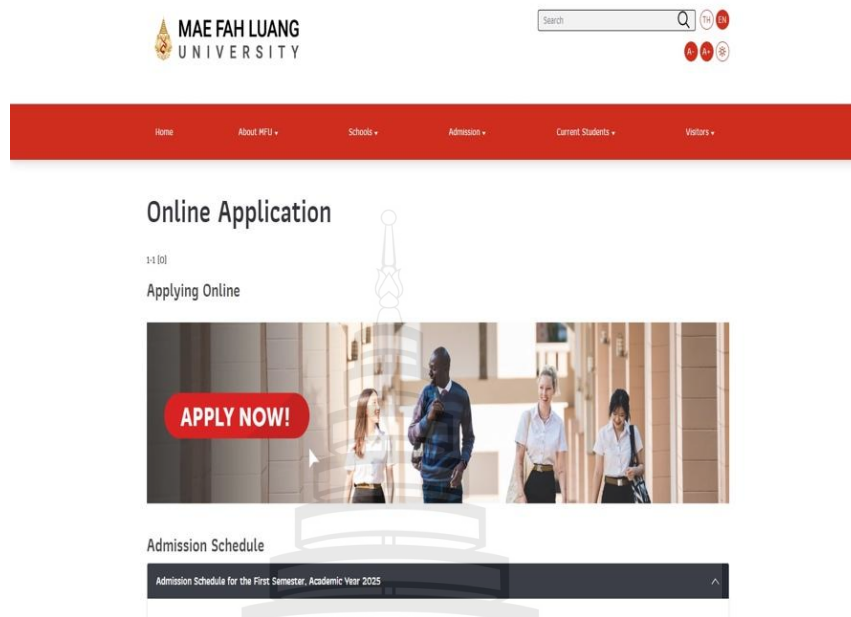 MAE FAH LUANG
UNIVERSITY
Search
TH EN
A- A+
Home About MFU Schools Admission Current Students Visitors
Online Application
1-1 (0)
Applying Online
APPLY NOW!
Admission Schedule
Admission Schedule for the First Semester, Academic Year 2025